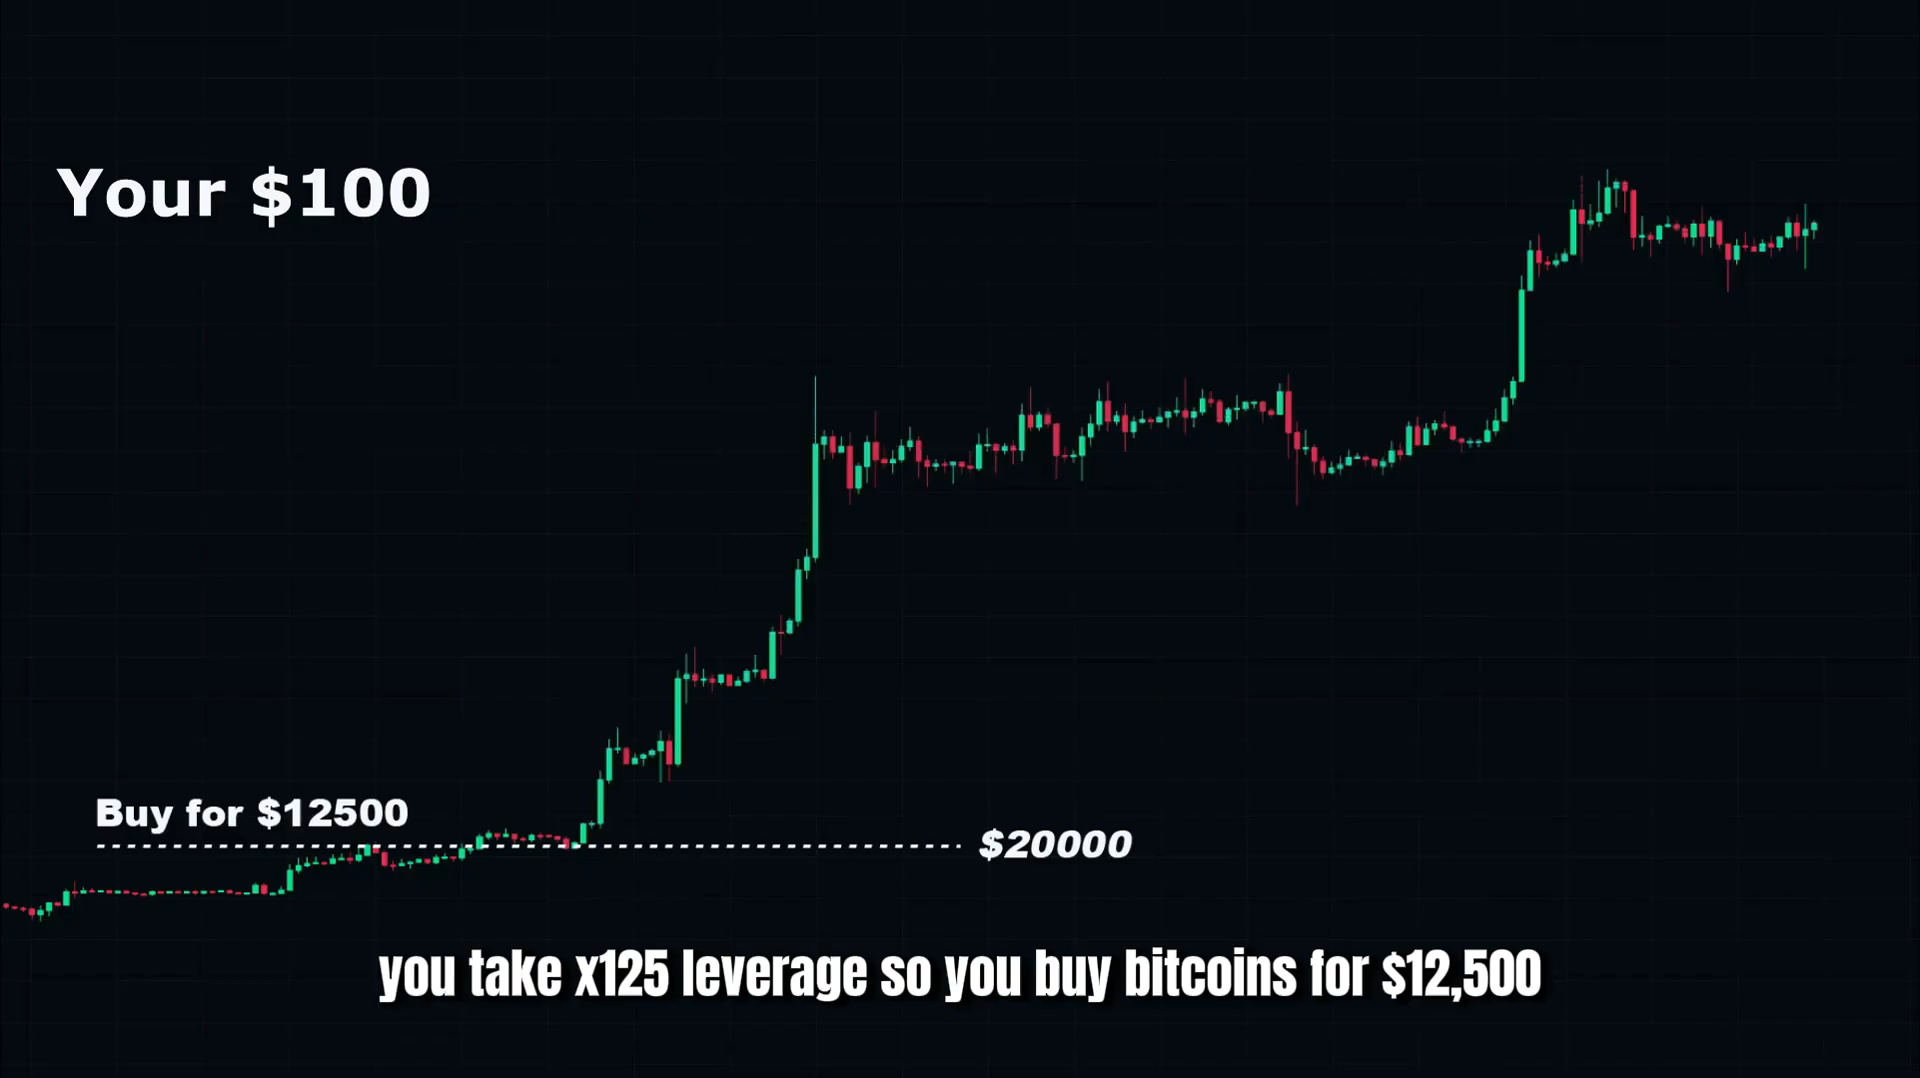 Your $100
Buy for $12500
$20000
you take x125 leverage so you buy bitcoins for $12,500